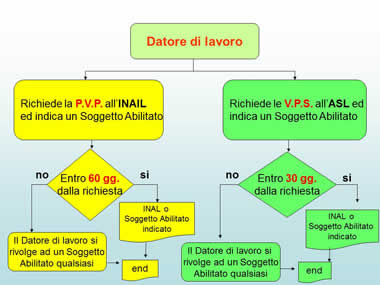 Datore di lavoro
Richiede la P.V.P. all'INAIL
ed indica un Soggetto Abilitato
Richiede le V.P.S. all'ASL ed
indica un Soggetto Abilitato
no
Entro 60 gg.
dalla richiesta
si
no
Entro 30 gg.
dalla richiesta
si
INAL o
Soggetto Abilitato
indicato
INAL o
Soggetto Abilitato
indicato
Il Datore di lavoro si
rivolge ad un Soggetto
Abilitato qualsiasi
end
Il Datore di lavoro si
rivolge ad un Soggetto
Abilitato qualsiasi
end